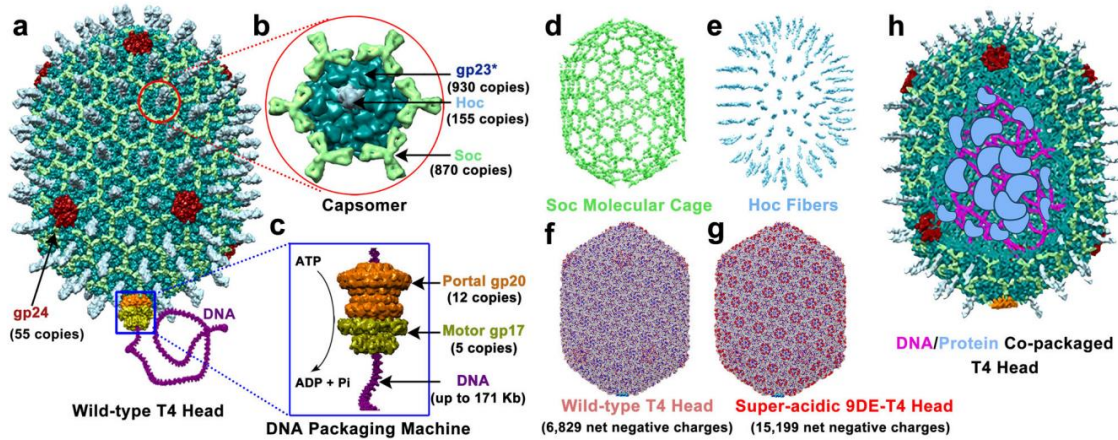 a
b
gp23*
(930 copies)
Hoc
(155 copies)
Soc
(870 copies)
Capsomer
c
ATP
Portal gp20
(12 copies)
Motor gp17
(5 copies)
ADP + Pi
DNA
(up to 171 Kb)
DNA Packaging Machine
gp24
(55 copies)
DNA
Wild-type T4 Head
d
Soc Molecular Cage
e
Hoc Fibers
f
Wild-type T4 Head
(6,829 net negative charges)
g
Super-acidic 9DE-T4 Head
(15,199 net negative charges)
h
DNA/Protein Co-packaged
T4 Head